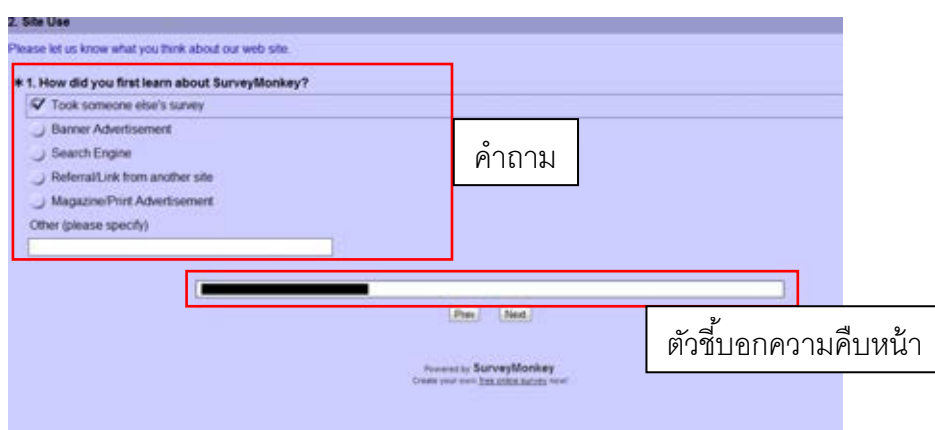 2. Site Use
Please let us know what you think about our web site.
* 1. How did you first learn about SurveyMonkey?
Took someone else's survey
Banner Advertisement
Search Engine
Referral/Link from another site
Magazine/Print Advertisement
Other (please specify)
คำถาม
Prev Next
ตัวชี้บอกความคืบหน้า
Powered by SurveyMonkey
Create your own free online survey now!